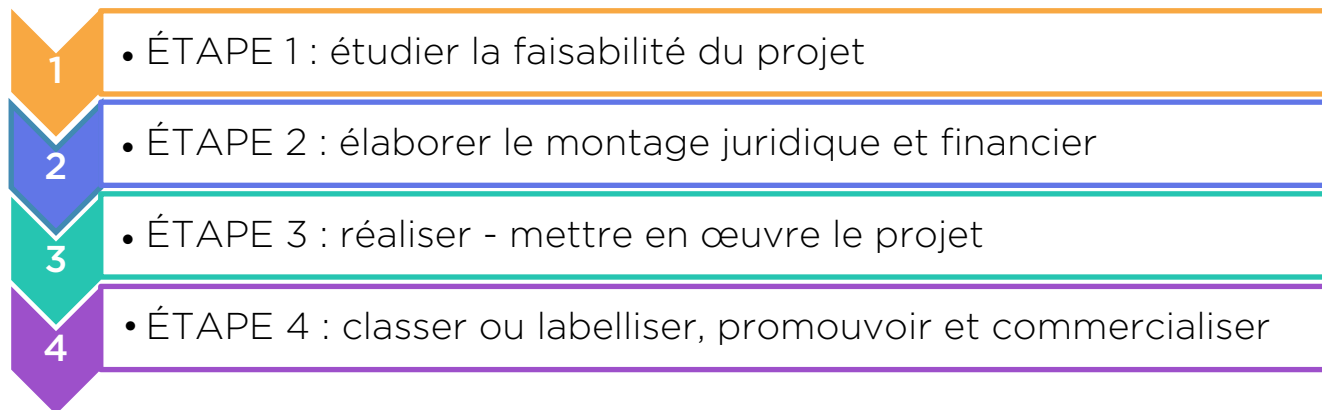 1
• ÉTAPE 1 : étudier la faisabilité du projet
2
• ÉTAPE 2 : élaborer le montage juridique et financier
3
• ÉTAPE 3 : réaliser - mettre en œuvre le projet
4
• ÉTAPE 4 : classer ou labelliser, promouvoir et commercialiser